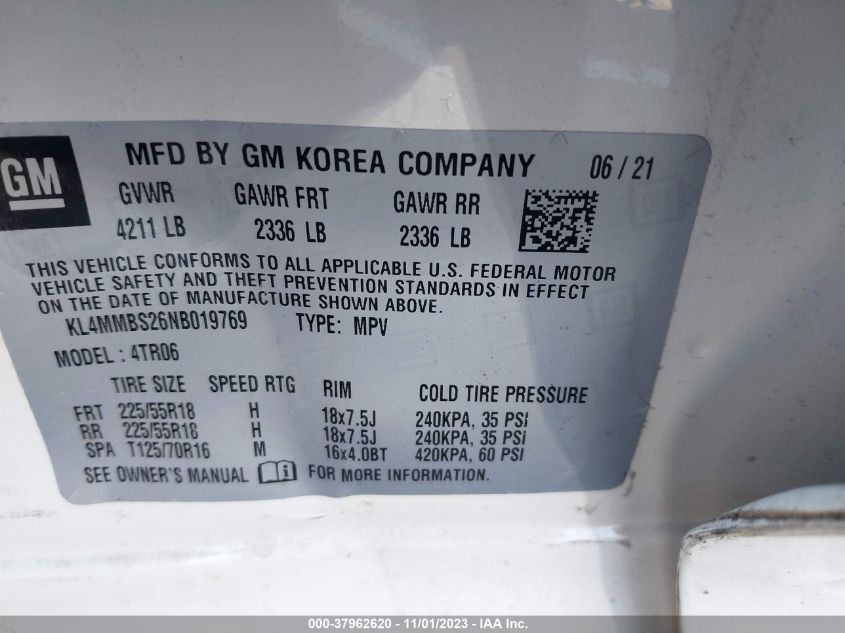 GM
MFD BY GM KOREA COMPANY 06 / 21
GVWR GAWR FRT GAWR RR
4211 LB 2336 LB 2336 LB
THIS VEHICLE CONFORMS TO ALL APPLICABLE U.S. FEDERAL MOTOR
VEHICLE SAFETY AND THEFT PREVENTION STANDARDS IN EFFECT
ON THE DATE OF MANUFACTURE SHOWN ABOVE.
KL4MMBS26NB019769 TYPE: MPV
MODEL : 4TR06
TIRE SIZE SPEED RTG RIM COLD TIRE PRESSURE
FRT 225/55R18 H 18x7.5J 240KPA, 35 PSI
RR 225/55R18 H 18x7.5J 240KPA, 35 PSI
SPA T125/70R16 M 16x4.0BT 420KPA, 60 PSI
SEE OWNER'S MANUAL i FOR MORE INFORMATION.
000-37962620 - 11/01/2023 - IAA Inc.